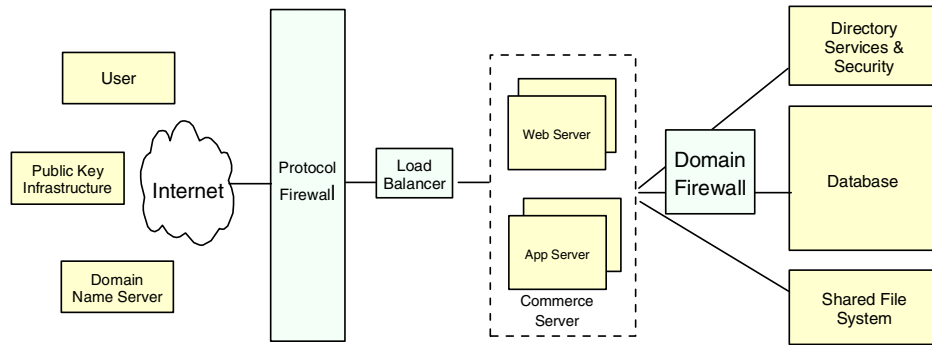 User
Public Key
Infrastructure
Domain
Name Server
Internet
Protocol
Firewall
Load
Balancer
Web Server
App Server
Commerce
Server
Domain
Firewall
Directory
Services &
Security
Database
Shared File
System